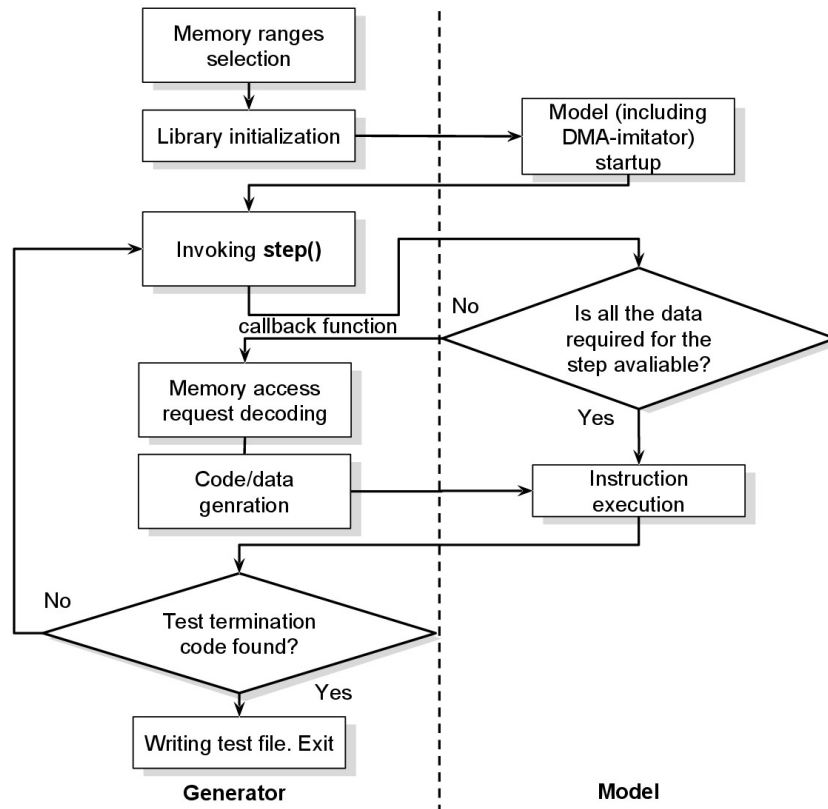 Memory ranges
selection
Library initialization
Model (including
DMA-imitator)
startup
Invoking step()
No
callback function
Is all the data
required for the
step avaliable?
Memory access
request decoding
Yes
Code/data
genration
Instruction
execution
No
Test termination
code found?
Yes
Writing test file. Exit
Generator
Model